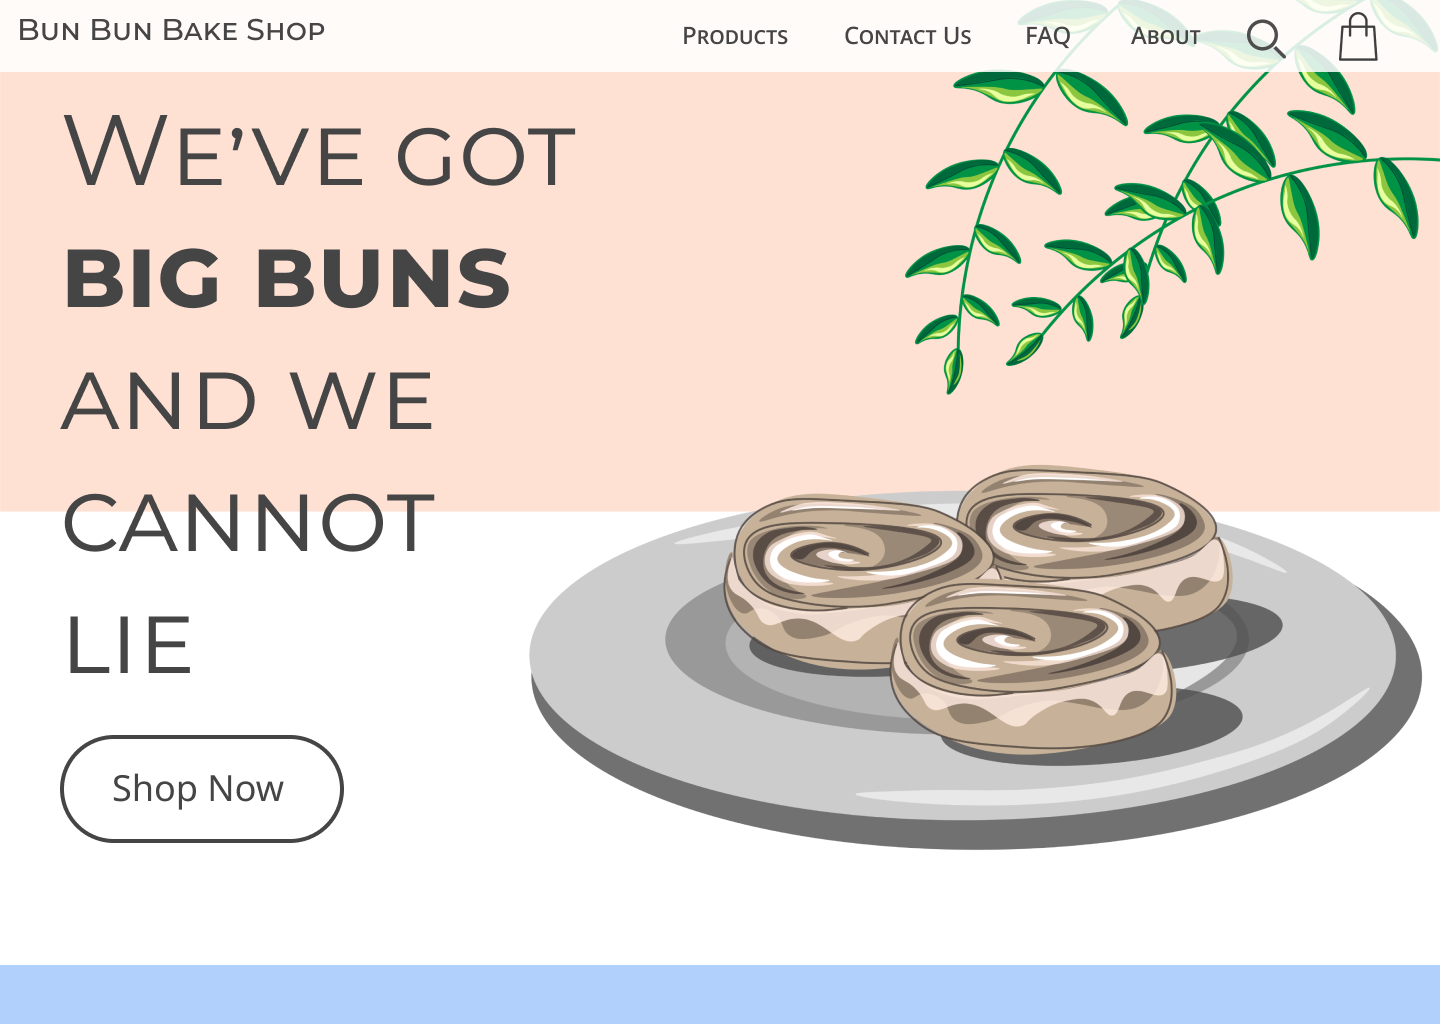 Bun Bun Bake Shop
Products Contact Us FAQ About
We’ve got
big buns
and we
cannot
lie
Shop Now